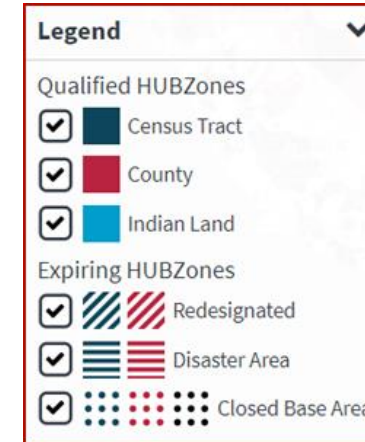 Legend
Qualified HUBZones
Census Tract
County
Indian Land
Expiring HUBZones
Redesignated
Disaster Area
Closed Base Area